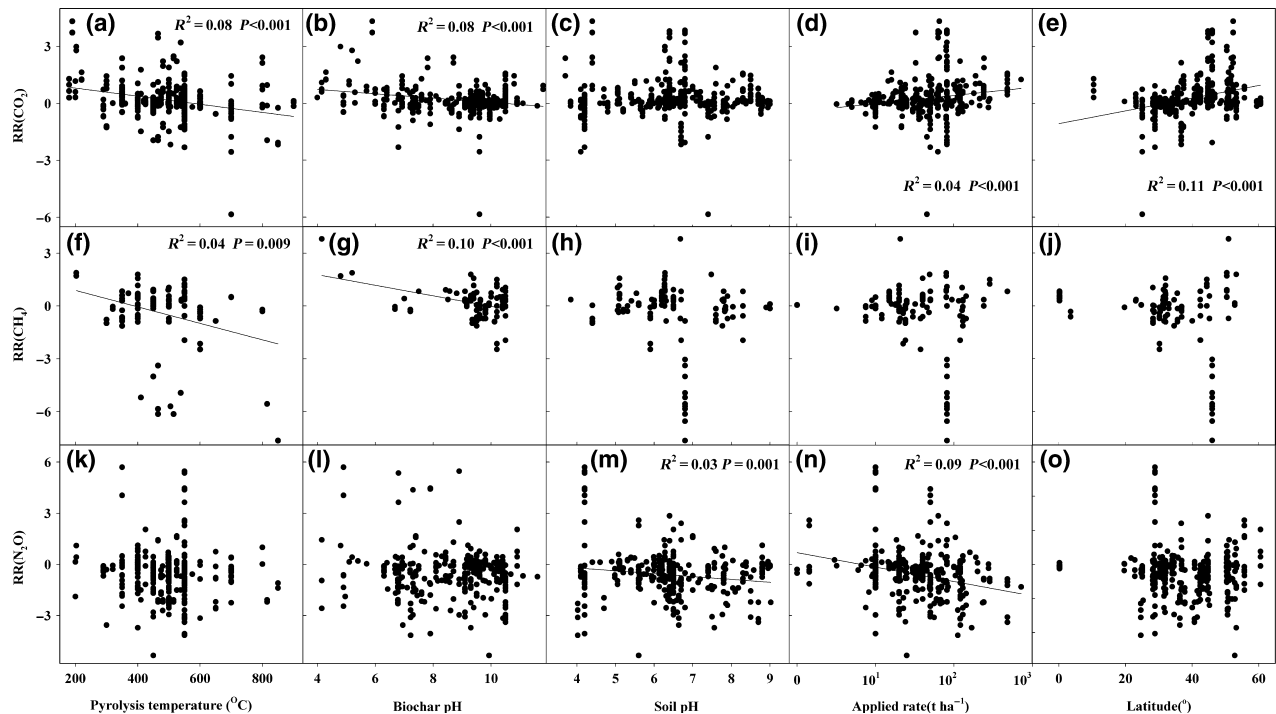 (a) R² = 0.08 P<0.001
(b) R² = 0.08 P<0.001
(c)
(d)
(e)
3
0
−3
−6
RR(CO₂)
R² = 0.04 P<0.001
R² = 0.11 P<0.001
(f) R² = 0.04 P = 0.009
(g) R² = 0.10 P<0.001
(h)
(i)
(j)
3
0
−3
−6
RR(CH₄)
(k)
(l)
(m) R² = 0.03 P = 0.001
(n) R² = 0.09 P<0.001
(o)
6
3
0
−3
RR(N₂O)
200 400 600 800
4 6 8 10
4 5 6 7 8 9
0 10¹ 10² 10³
0 20 40 60
Pyrolysis temperature (⁰C)
Biochar pH
Soil pH
Applied rate(t ha⁻¹)
Latitude(⁰)